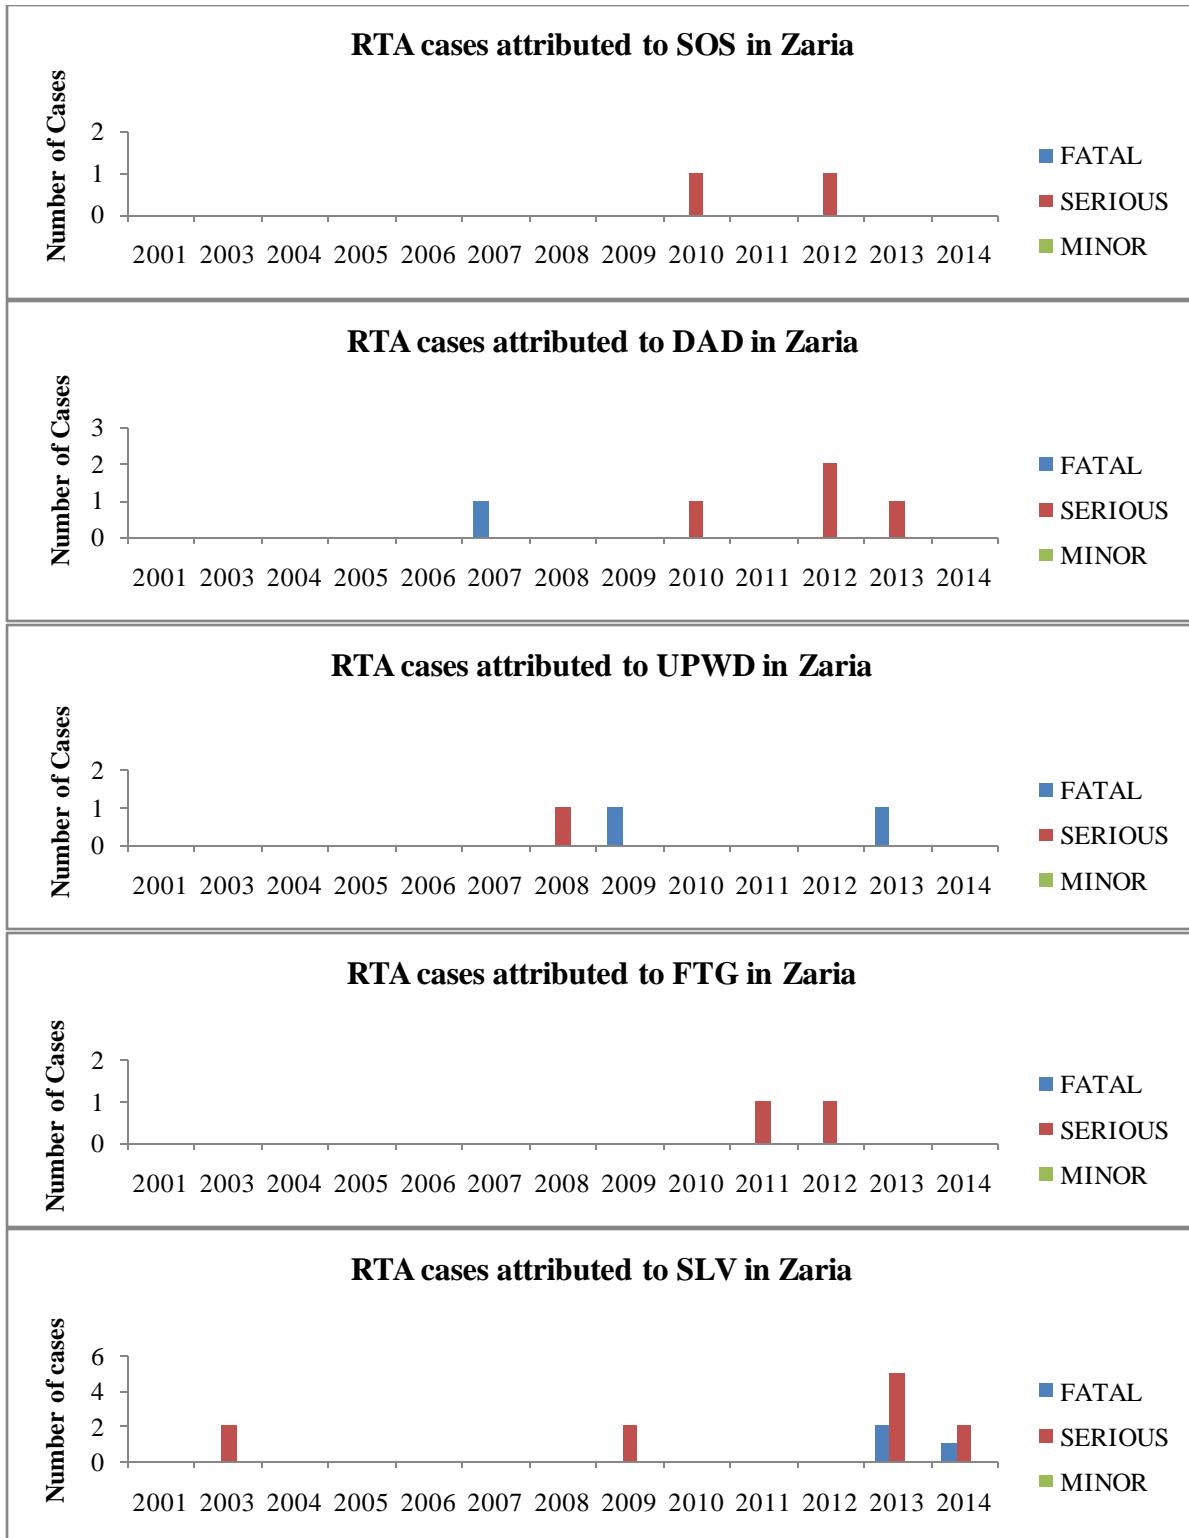 RTA cases attributed to SOS in Zaria
Number of Cases
2
1
0
2001 2003 2004 2005 2006 2007 2008 2009 2010 2011 2012 2013 2014
FATAL
SERIOUS
MINOR
RTA cases attributed to DAD in Zaria
Number of Cases
3
2
1
0
2001 2003 2004 2005 2006 2007 2008 2009 2010 2011 2012 2013 2014
FATAL
SERIOUS
MINOR
RTA cases attributed to UPWD in Zaria
Number of Cases
2
1
0
2001 2003 2004 2005 2006 2007 2008 2009 2010 2011 2012 2013 2014
FATAL
SERIOUS
MINOR
RTA cases attributed to FTG in Zaria
Number of Cases
2
1
0
2001 2003 2004 2005 2006 2007 2008 2009 2010 2011 2012 2013 2014
FATAL
SERIOUS
MINOR
RTA cases attributed to SLV in Zaria
Number of cases
6
4
2
0
2001 2003 2004 2005 2006 2007 2008 2009 2010 2011 2012 2013 2014
FATAL
SERIOUS
MINOR